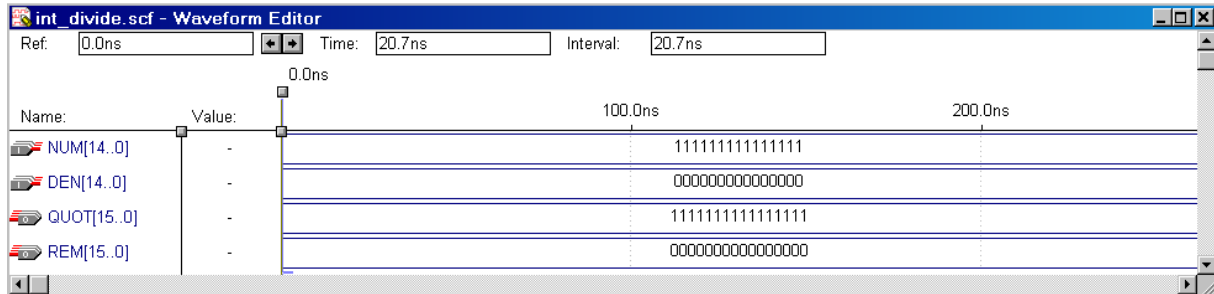 int_divide.scf - Waveform Editor
Ref: 0.0ns Time: 20.7ns Interval: 20.7ns
0.0ns
Name: Value: 100.0ns 200.0ns
NUM[14..0] - 111111111111111
DEN[14..0] - 000000000000000
QUOT[15..0] - 1111111111111111
REM[15..0] - 0000000000000000